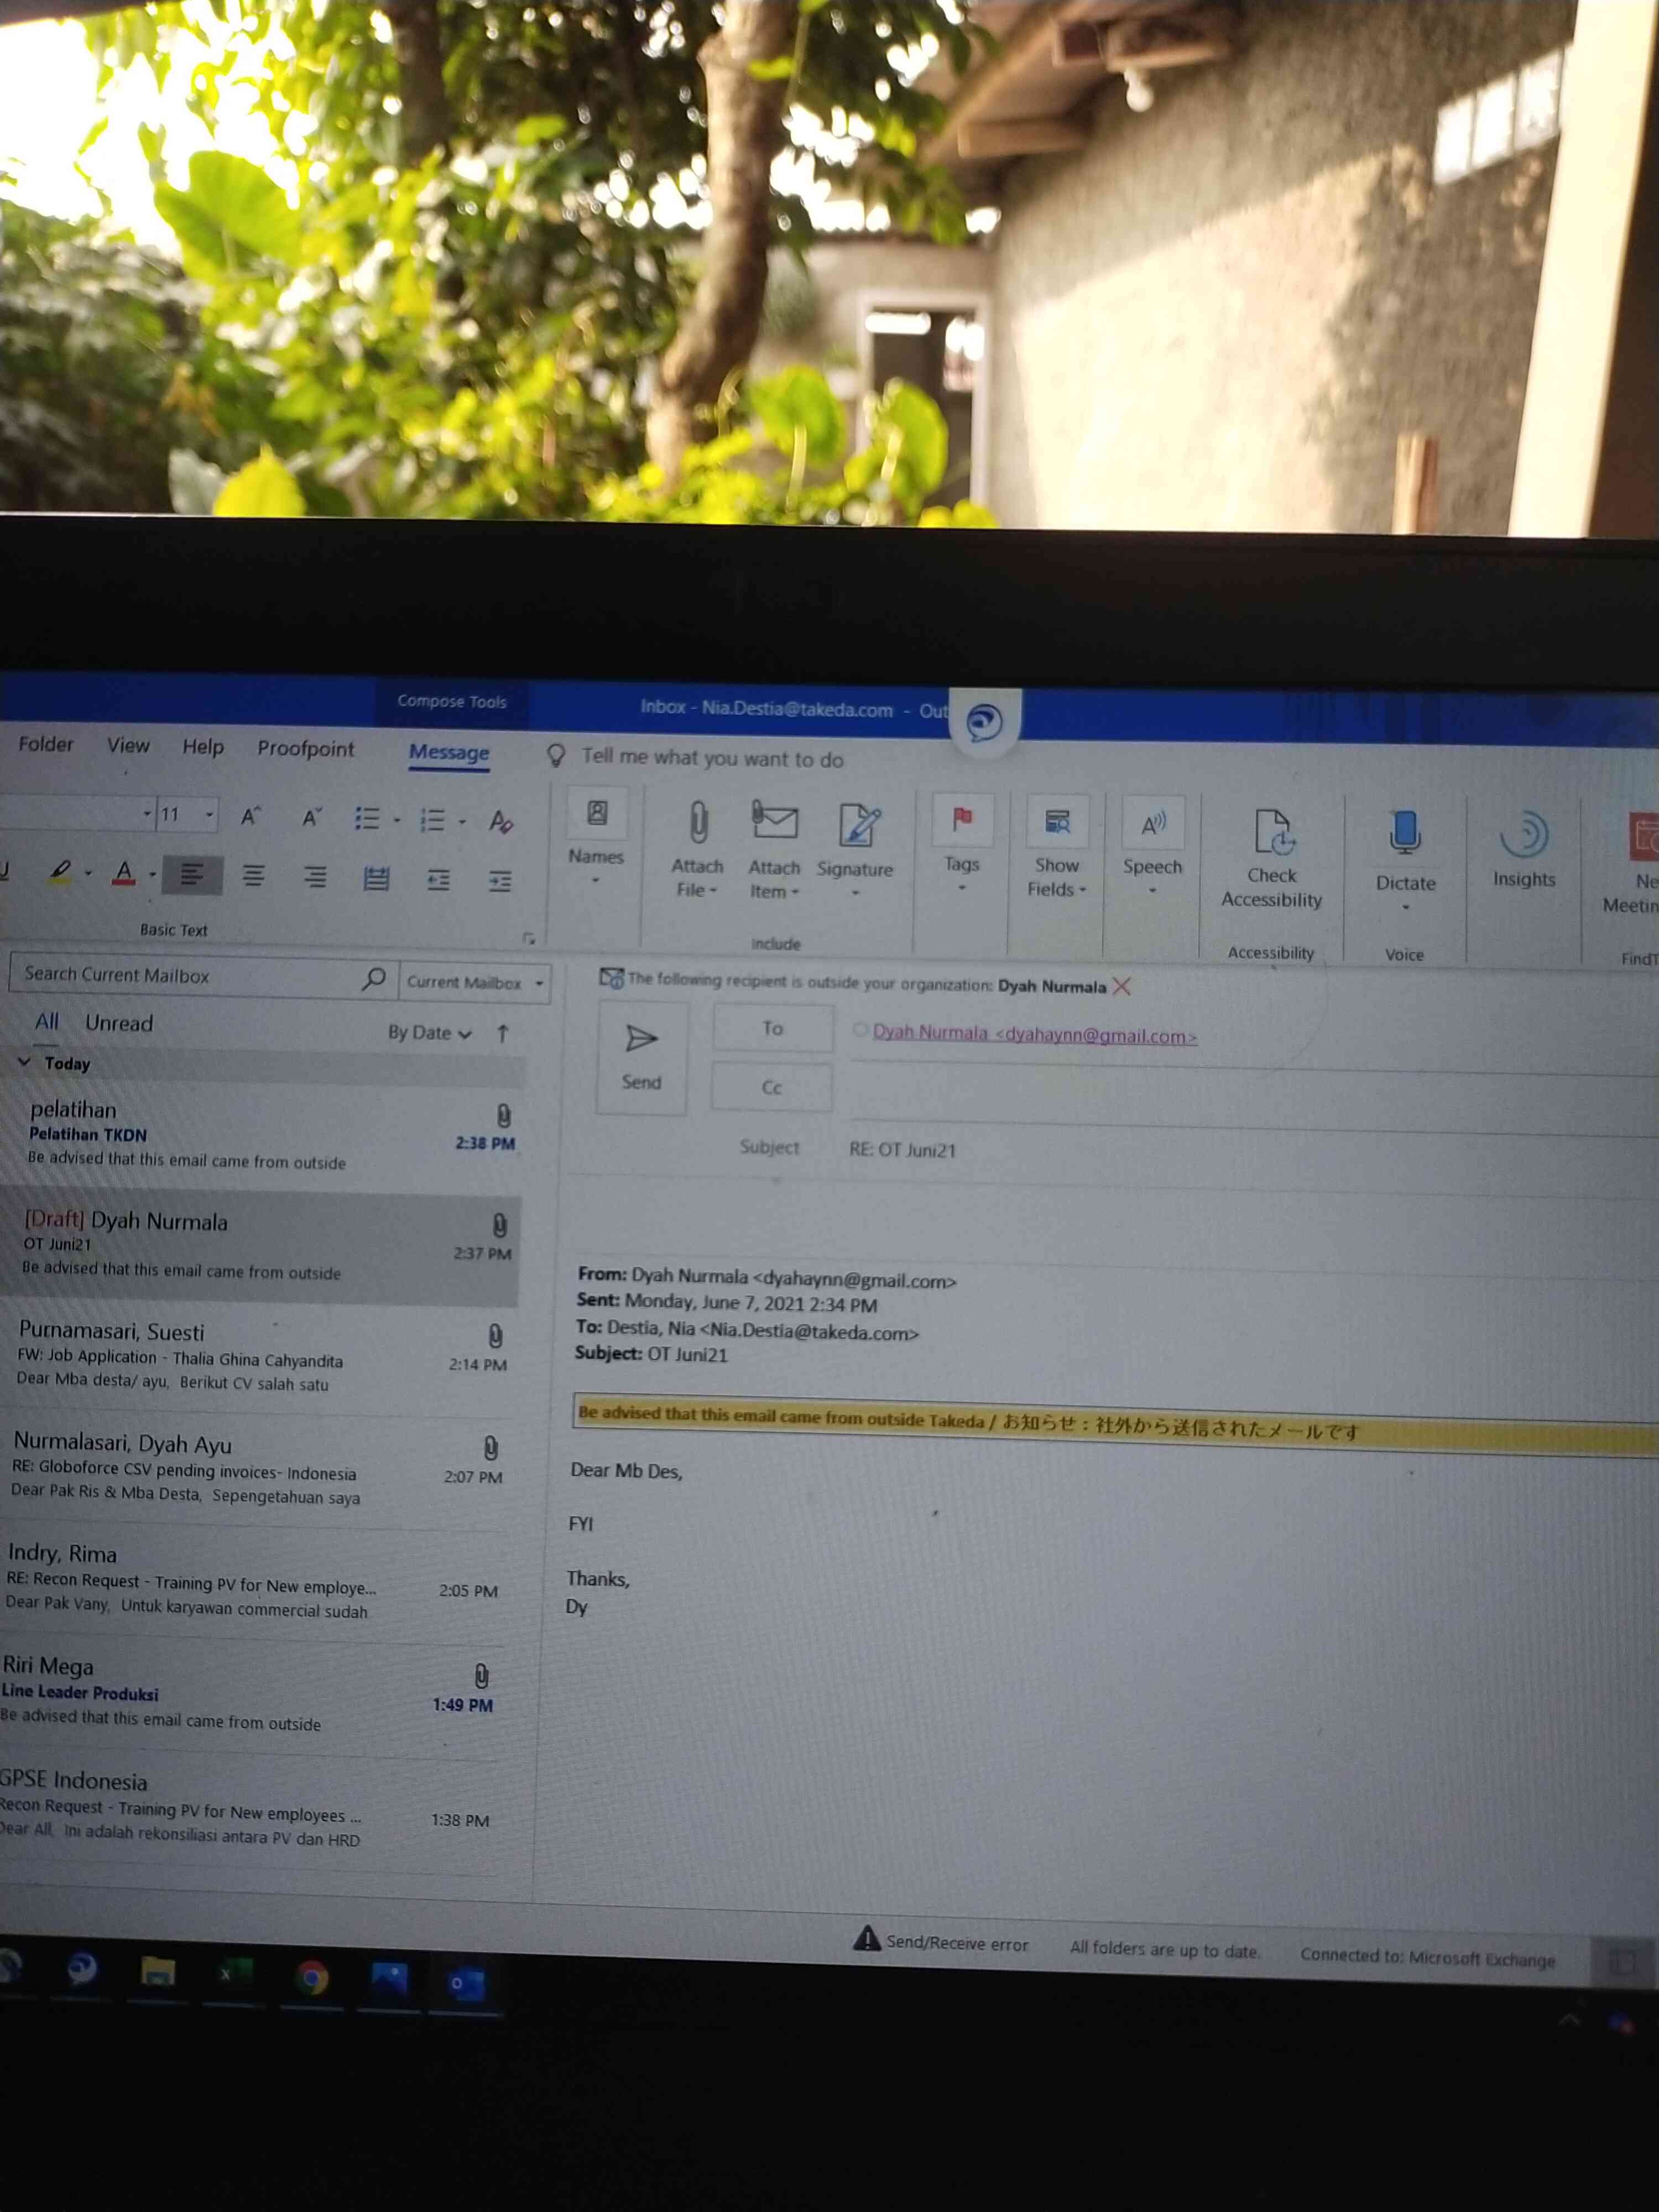 Compose Tools
Inbox - Nia.Destia@takeda.com - Out
Folder View Help Proofpoint Message Tell me what you want to do
11
Names
Attach File
Attach Item
Signature
Tags
Show Fields
Speech
Check Accessibility
Dictate
Insights
Ne
Meetin
Basic Text
Include
Accessibility
Voice
FindT
Search Current Mailbox
Current Mailbox
All Unread
By Date
Today
pelatihan
Pelatihan TKDN
2:38 PM
Be advised that this email came from outside
[Draft] Dyah Nurmala
OT Juni21
2:37 PM
Be advised that this email came from outside
Purnamasari, Suesti
FW: Job Application - Thalia Ghina Cahyandita
2:14 PM
Dear Mba desta/ ayu, Berikut CV salah satu
Nurmalasari, Dyah Ayu
RE: Globoforce CSV pending invoices- Indonesia
2:07 PM
Dear Pak Ris & Mba Desta, Sepengetahuan saya
Indry, Rima
RE: Recon Request - Training PV for New employe...
2:05 PM
Dear Pak Vany, Untuk karyawan commercial sudah
Riri Mega
Line Leader Produksi
1:49 PM
Be advised that this email came from outside
GPSE Indonesia
Recon Request - Training PV for New employees ...
1:38 PM
Dear All, Ini adalah rekonsiliasi antara PV dan HRD
The following recipient is outside your organization: Dyah Nurmala
Send
To
Dyah Nurmala <dyahaynn@gmail.com>
Cc
Subject
RE: OT Juni21
From: Dyah Nurmala <dyahaynn@gmail.com>
Sent: Monday, June 7, 2021 2:34 PM
To: Destia, Nia <Nia.Destia@takeda.com>
Subject: OT Juni21
Be advised that this email came from outside Takeda / お知らせ：社外から送信されたメールです
Dear Mb Des,
FYI
Thanks,
Dy
Send/Receive error
All folders are up to date.
Connected to: Microsoft Exchange